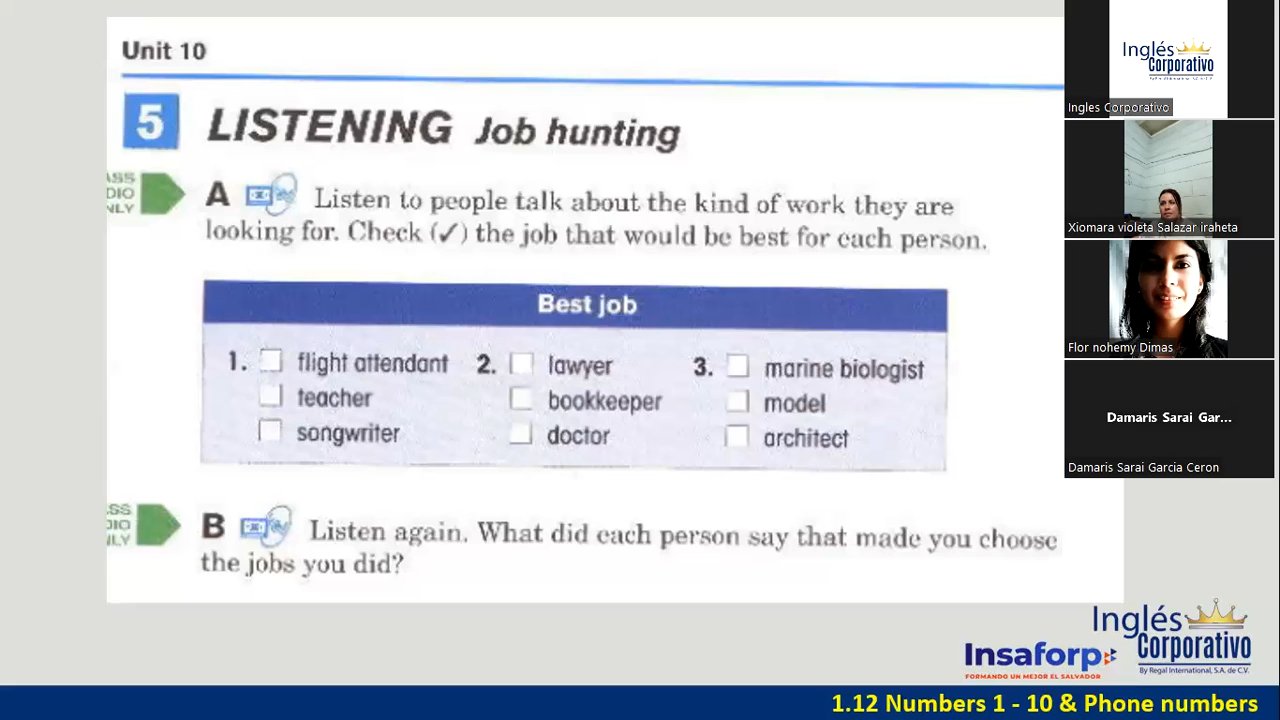 Unit 10
5 LISTENING Job hunting
A Listen to people talk about the kind of work they are
looking for. Check (✓) the job that would be best for each person.
Best job
1. flight attendant 2. lawyer 3. marine biologist
teacher bookkeeper model
songwriter doctor architect
B Listen again. What did each person say that made you choose
the jobs you did?
Inglés
Corporativo
Ingles Corporativo
Xiomara violeta Salazar iraheta
Flor nohemy Dimas
Damaris Sarai Gar...
Damaris Sarai Garcia Ceron
Insaforp
FORMANDO UN MEJOR EL SALVADOR
Inglés
Corporativo
By Regal International, S.A. de C.V.
1.12 Numbers 1 - 10 & Phone numbers